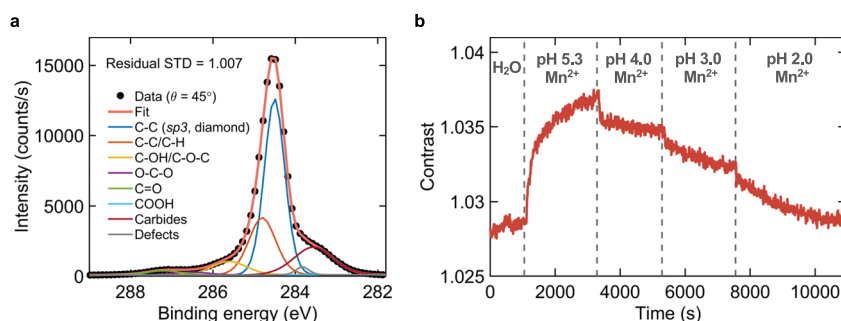 a
Residual STD = 1.007
Data (θ = 45°)
Fit
C-C (sp3, diamond)
C-C/C-H
C-OH/C-O-C
O-C-O
C=O
COOH
Carbides
Defects
Intensity (counts/s)
15000
10000
5000
0
288
286
284
282
Binding energy (eV)
b
H₂O
pH 5.3
Mn²⁺
pH 4.0
Mn²⁺
pH 3.0
Mn²⁺
pH 2.0
Mn²⁺
Contrast
1.04
1.035
1.03
1.025
0
2000
4000
6000
8000
10000
Time (s)